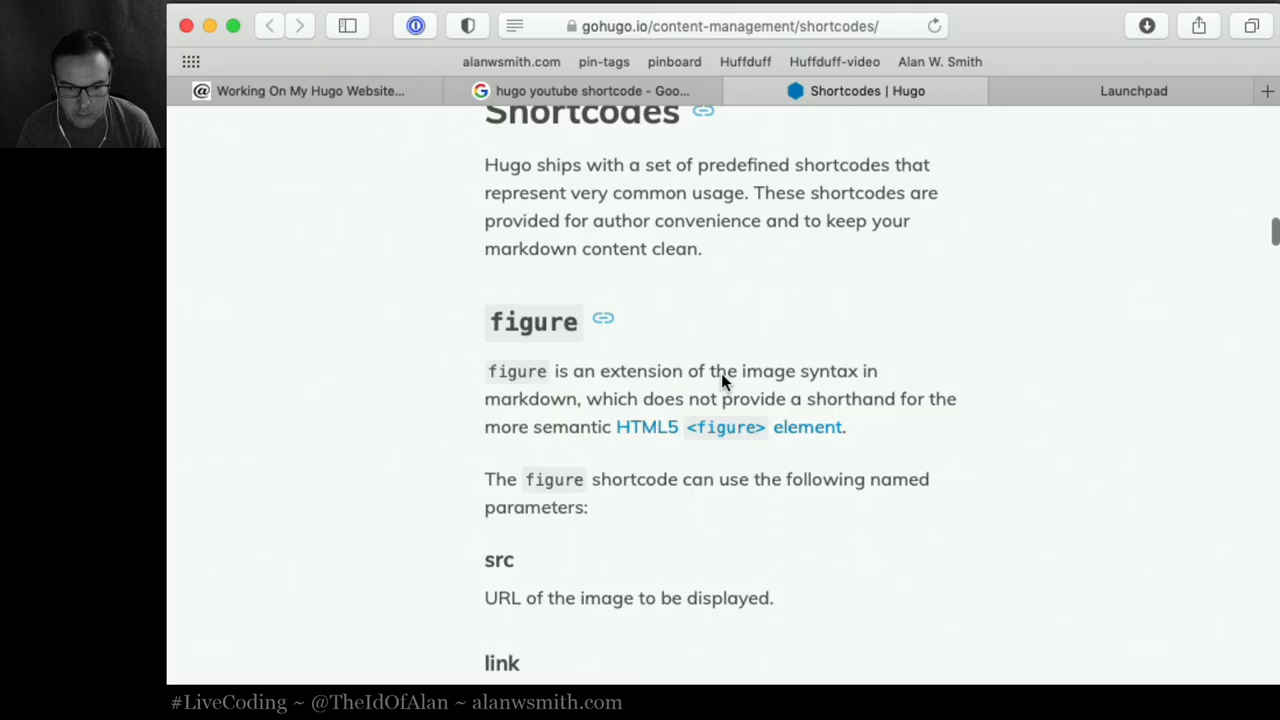 gohugo.io/content-management/shortcodes/
alanwsmith.com pin-tags pinboard Huffduff Huffduff-video Alan W. Smith
@ Working On My Hugo Website... hugo youtube shortcode - Goo... Shortcodes | Hugo Launchpad +
Shortcodes
Hugo ships with a set of predefined shortcodes that
represent very common usage. These shortcodes are
provided for author convenience and to keep your
markdown content clean.
figure
figure is an extension of the image syntax in
markdown, which does not provide a shorthand for the
more semantic HTML5 <figure> element.
The figure shortcode can use the following named
parameters:
src
URL of the image to be displayed.
link
#LiveCoding ~ @TheIdOfAlan ~ alanwsmith.com